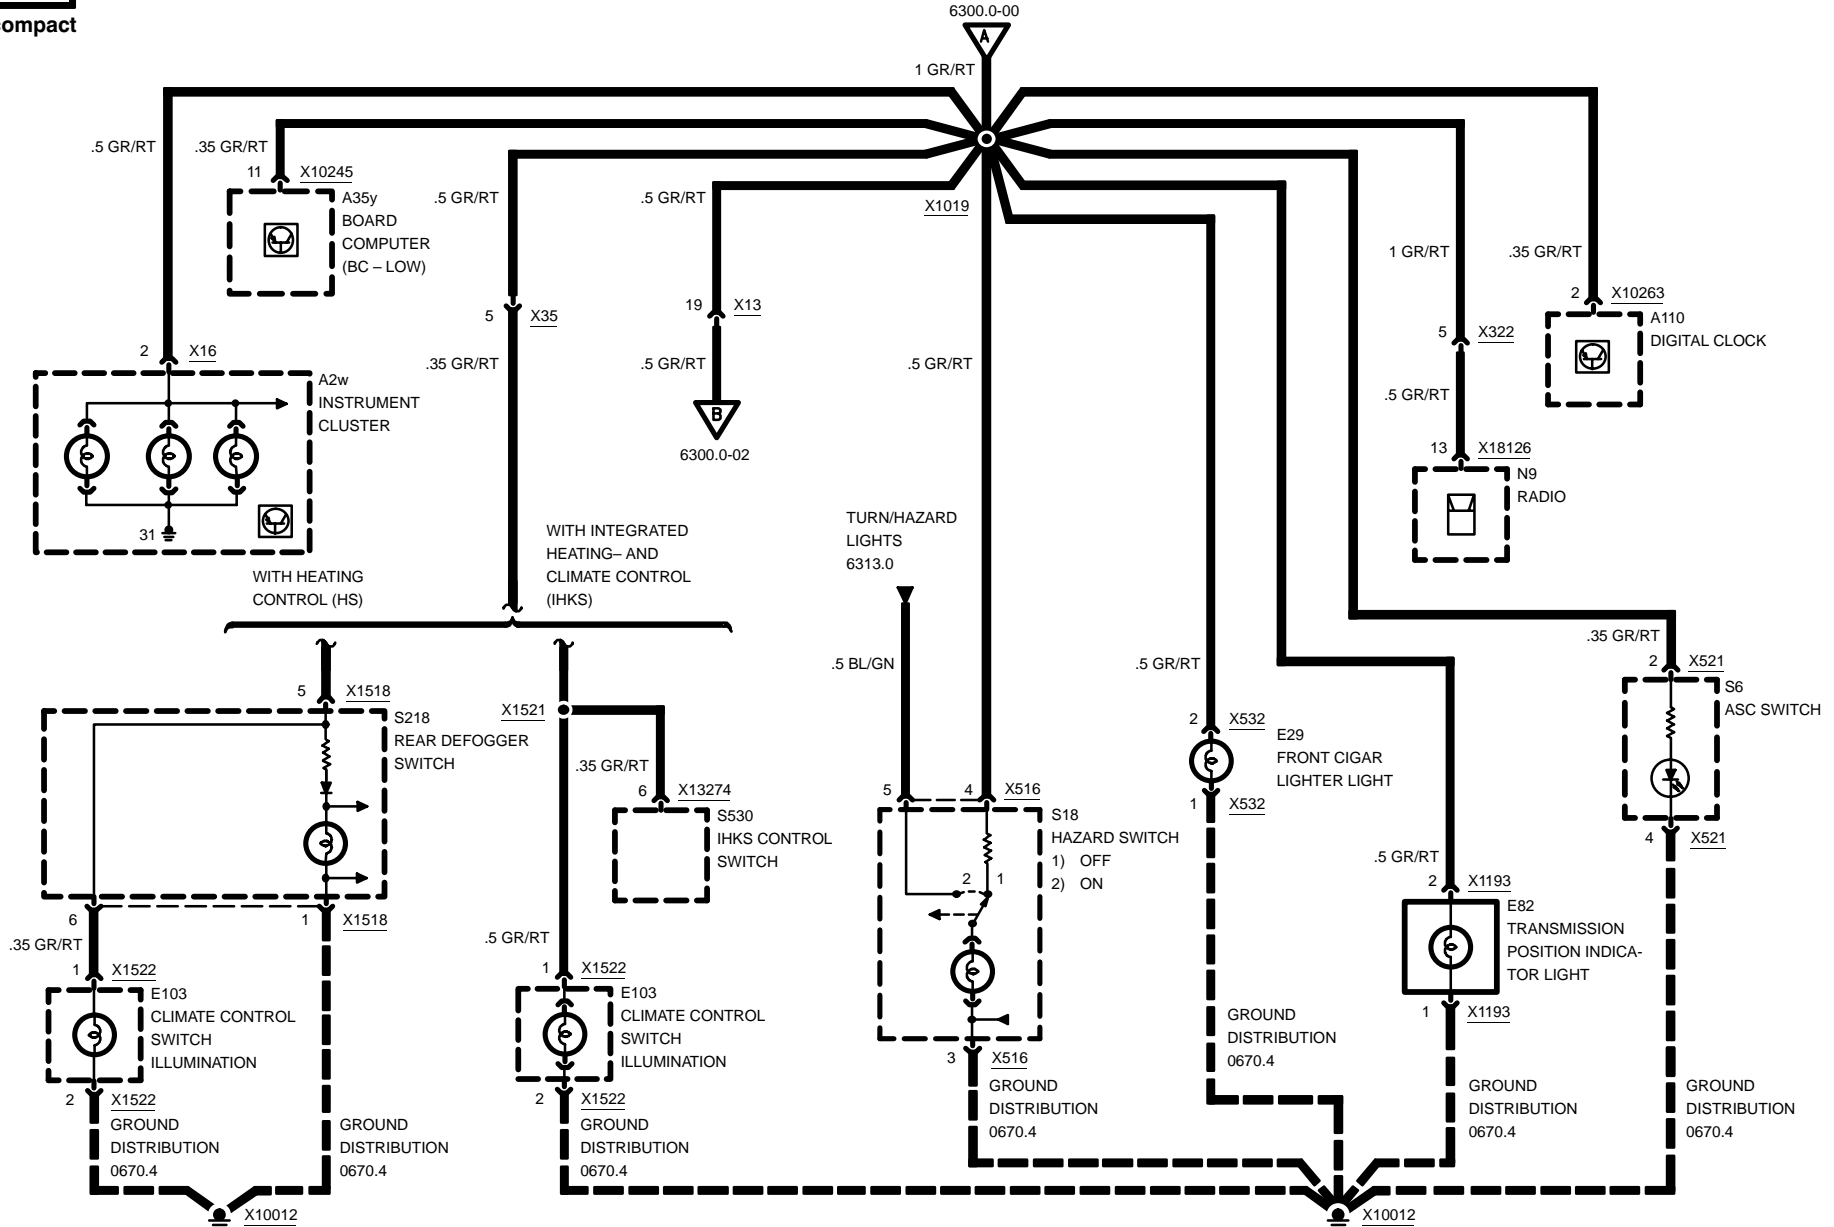 compact
6300.0-00
A
1 GR/RT
.5 GR/RT
.35 GR/RT
11 X10245
A35y
BOARD
COMPUTER
(BC – LOW)
.5 GR/RT
.5 GR/RT
X1019
1 GR/RT
.35 GR/RT
2 X10263
A110
DIGITAL CLOCK
5 X35
19 X13
5 X322
2 X16
.35 GR/RT
.5 GR/RT
.5 GR/RT
.5 GR/RT
A2w
INSTRUMENT
CLUSTER
31
B
6300.0-02
13 X18126
N9
RADIO
WITH HEATING
CONTROL (HS)
WITH INTEGRATED
HEATING– AND
CLIMATE CONTROL
(IHKS)
TURN/HAZARD
LIGHTS
6313.0
.5 BL/GN
.5 GR/RT
.35 GR/RT
2 X521
S6
ASC SWITCH
4 X521
5 X1518
S218
REAR DEFOGGER
SWITCH
X1521
.35 GR/RT
6 X13274
S530
IHKS CONTROL
SWITCH
5 4 X516
S18
HAZARD SWITCH
1) OFF
2) ON
2 1
2 X532
E29
FRONT CIGAR
LIGHTER LIGHT
1 X532
.5 GR/RT
2 X1193
E82
TRANSMISSION
POSITION INDICA-
TOR LIGHT
1 X1193
6 1 X1518
.35 GR/RT
1 X1522
E103
CLIMATE CONTROL
SWITCH
ILLUMINATION
2 X1522
GROUND
DISTRIBUTION
0670.4
GROUND
DISTRIBUTION
0670.4
X10012
.5 GR/RT
1 X1522
E103
CLIMATE CONTROL
SWITCH
ILLUMINATION
2 X1522
GROUND
DISTRIBUTION
0670.4
3 X516
GROUND
DISTRIBUTION
0670.4
GROUND
DISTRIBUTION
0670.4
GROUND
DISTRIBUTION
0670.4
GROUND
DISTRIBUTION
0670.4
X10012